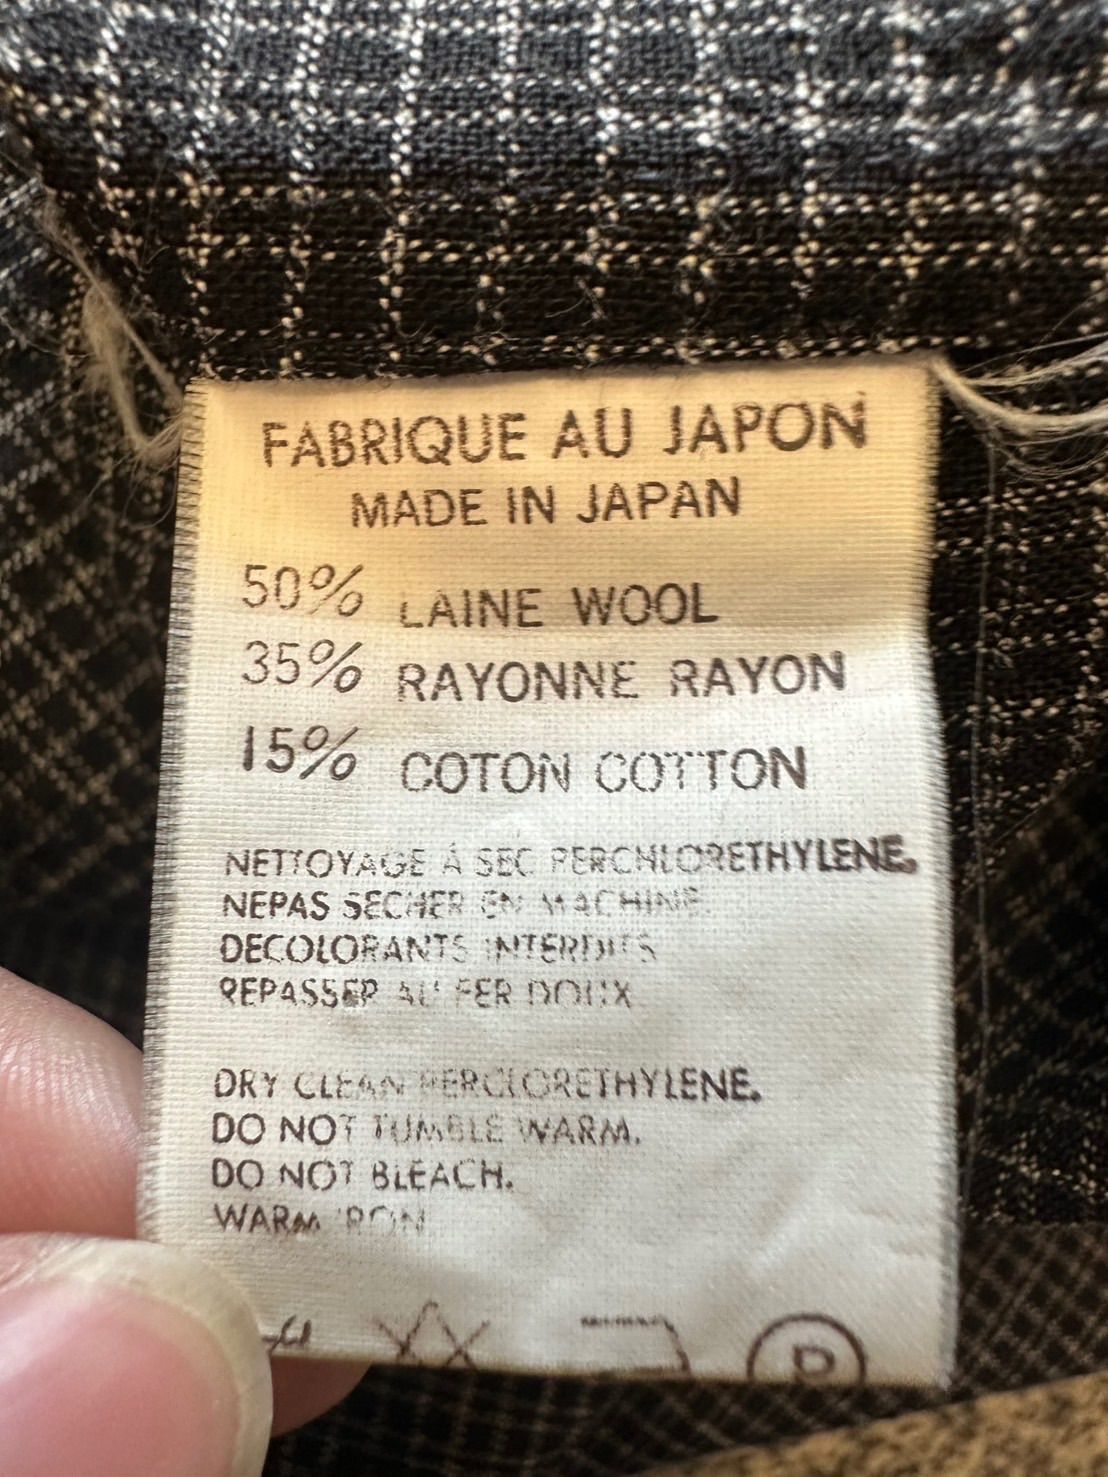 FABRIQUE AU JAPON
MADE IN JAPAN
50% LAINE WOOL
35% RAYONNE RAYON
15% COTON COTTON
NETTOYAGE À SEC PERCHLORETHYLENE.
NEPAS SECHER EN MACHINE.
DECOLORANTS INTERDITS
REPASSER AU FER DOUX
DRY CLEAN PERCLORETHYLENE.
DO NOT TUMBLE WARM.
DO NOT BLEACH.
WARM IRON
P